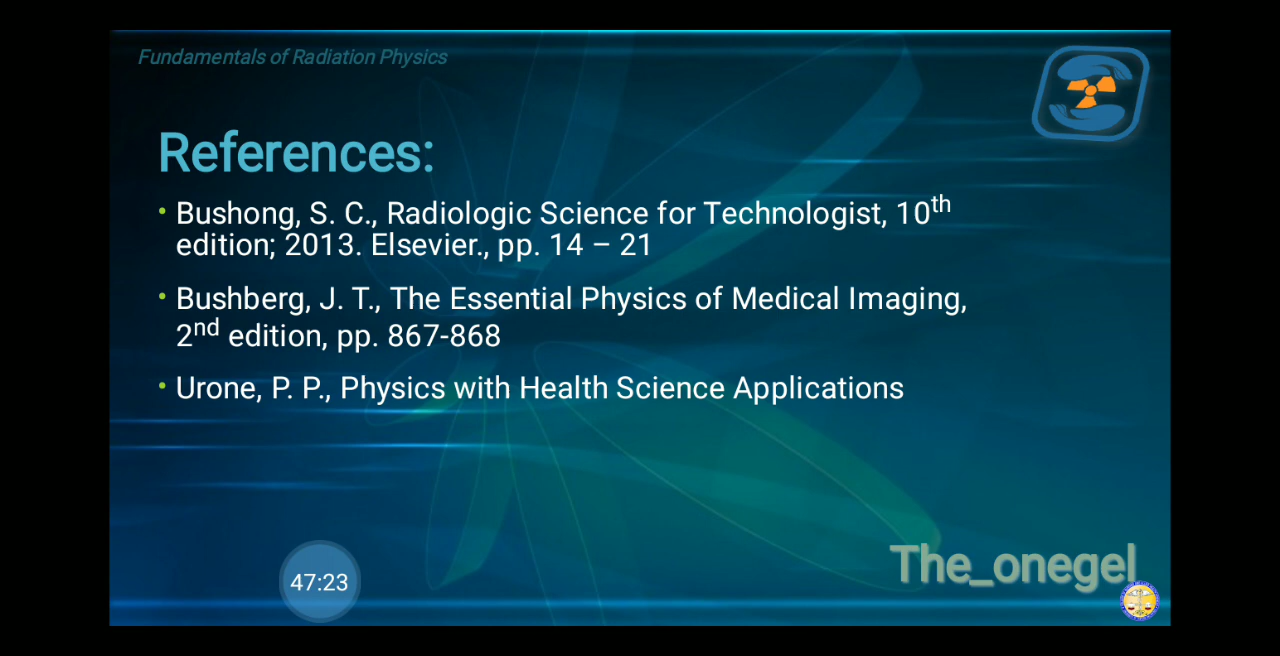 Fundamentals of Radiation Physics
References:
• Bushong, S. C., Radiologic Science for Technologist, 10th
edition; 2013. Elsevier., pp. 14 – 21
• Bushberg, J. T., The Essential Physics of Medical Imaging,
2nd edition, pp. 867-868
• Urone, P. P., Physics with Health Science Applications
47:23
The_onegel